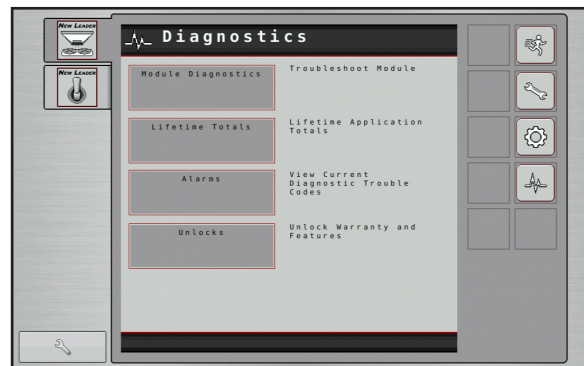 NEW LEADER
NEW LEADER
Diagnostics
Module Diagnostics
Troubleshoot Module
Lifetime Totals
Lifetime Application
Totals
Alarms
View Current
Diagnostic Trouble
Codes
Unlocks
Unlock Warranty and
Features